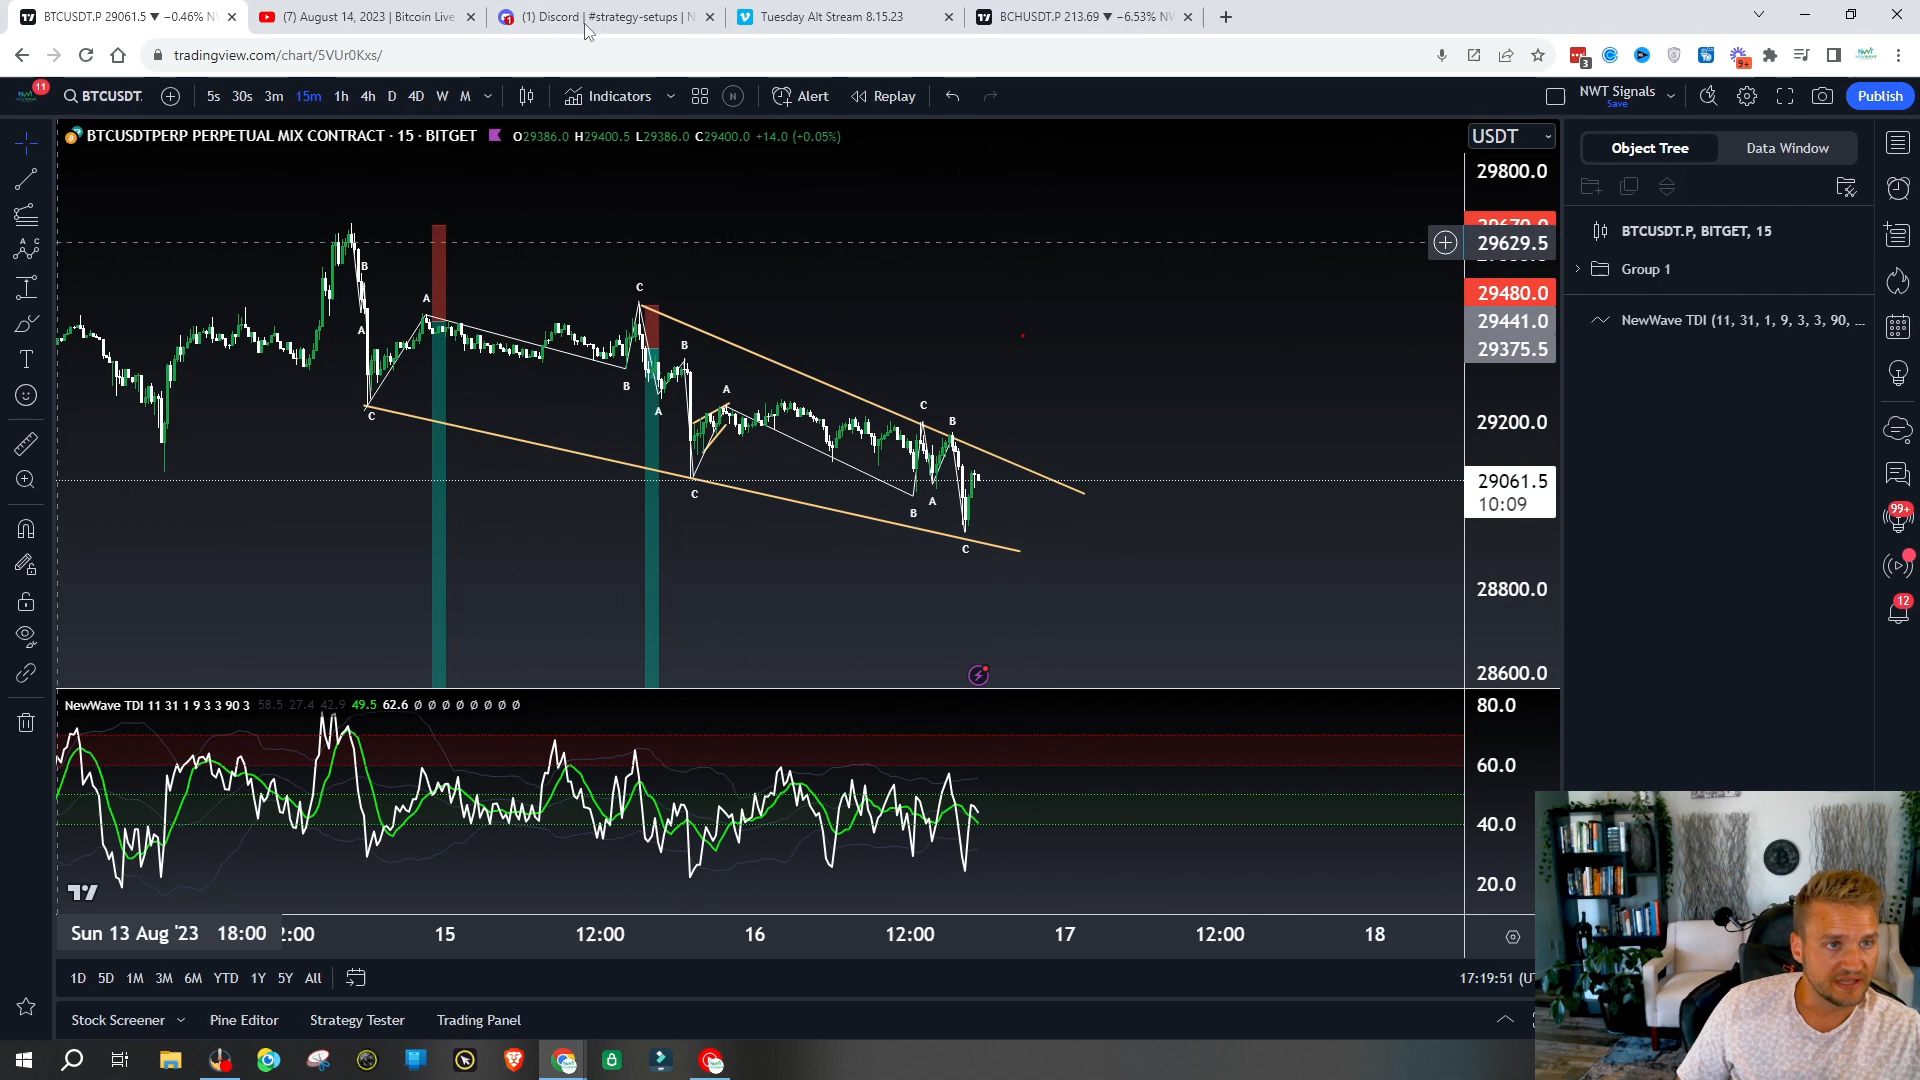 BTCUSDT.P 29061.5 ▼ −0.46% N
(7) August 14, 2023 | Bitcoin Live
(1) Discord | #strategy-setups | N
Tuesday Alt Stream 8.15.23
BCHUSDT.P 213.69 ▼ −6.53% NW
tradingview.com/chart/5VUr0Kxs/
3
9+
11
BTCUSDT.
5s 30s 3m 15m 1h 4h D 4D W M
Indicators
N
Alert
Replay
NWT Signals
Save
Publish
BTCUSDTPERP PERPETUAL MIX CONTRACT · 15 · BITGET
O29386.0 H29400.5 L29386.0 C29400.0 +14.0 (+0.05%)
USDT
Object Tree
Data Window
29800.0
29629.5
BTCUSDT.P, BITGET, 15
B
Group 1
C
29480.0
A
29441.0
NewWave TDI (11, 31, 1, 9, 3, 3, 90, ...
A
B
29375.5
B
A
A
C
C
B
29200.0
C
29061.5
10:09
B
A
C
28800.0
28600.0
NewWave TDI 11 31 1 9 3 3 90 3 58.5 27.4 42.9 49.5 62.6 Ø Ø Ø Ø Ø Ø Ø Ø
80.0
60.0
40.0
20.0
99+
12
Sun 13 Aug '23 18:00
2:00
15
12:00
16
12:00
17
12:00
18
1D 5D 1M 3M 6M YTD 1Y 5Y All
17:19:51 (UT
Stock Screener
Pine Editor
Strategy Tester
Trading Panel